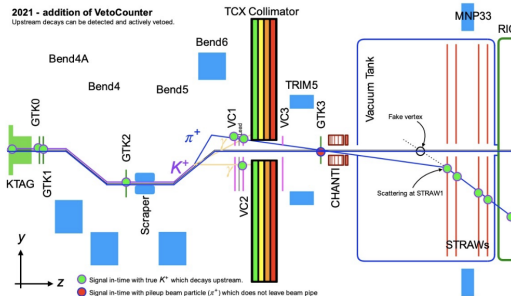 2021 - addition of VetoCounter
Upstream decays can be detected and actively vetoed.
TCX Collimator
MNP33
RIC
Bend6
Bend4A
Bend4
Bend5
TRIM5
Vacuum Tank
GTK0
GTK2
VC1
Lead
VC3
GTK3
Fake vertex
π+
K+
γ
γ
KTAG
GTK1
Scraper
VC2
CHANTI
Scattering at STRAW1
STRAWs
y
z
Signal in-time with true K+ which decays upstream.
Signal in-time with pileup beam particle (π+) which does not leave beam pipe